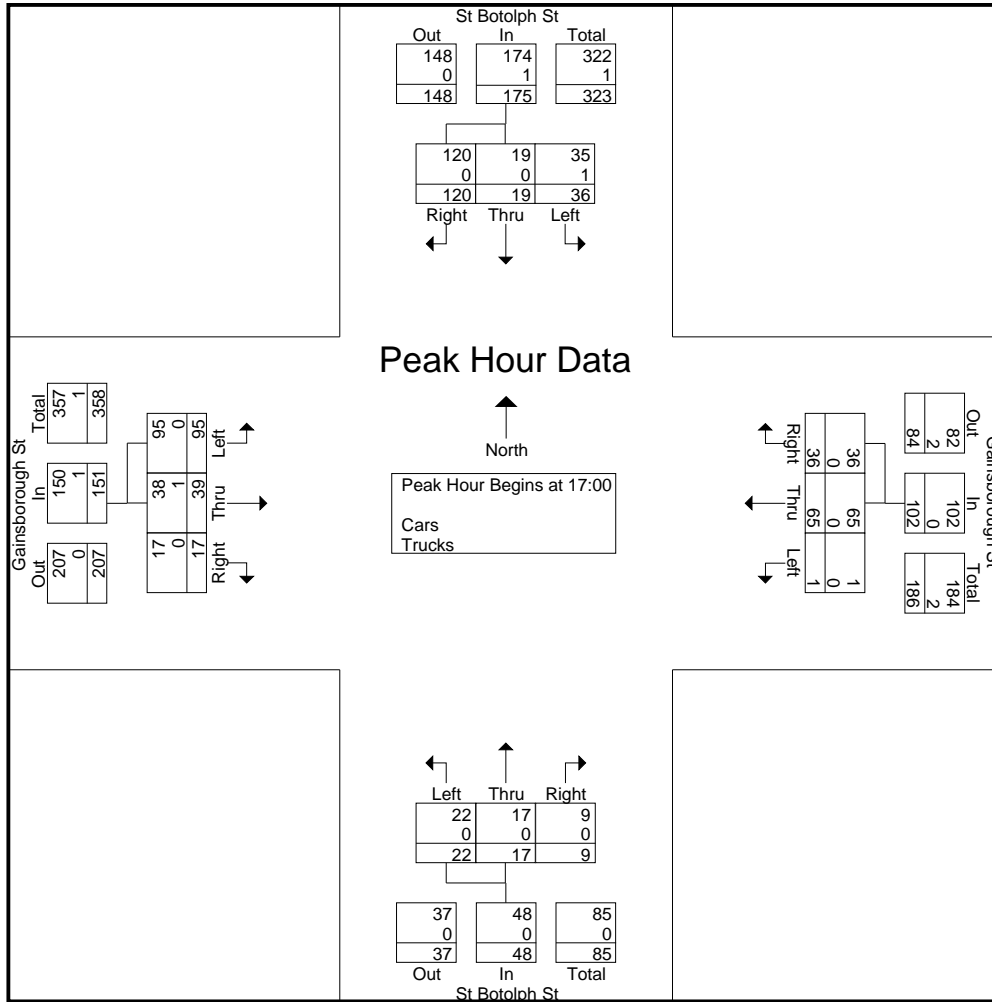 St Botolph St
Out In Total
148 174 322
0 1 1
148 175 323
120 19 35
0 0 1
120 19 36
Right Thru Left
Peak Hour Data
North
Peak Hour Begins at 17:00
Cars
Trucks
Gainsborough St
Total In Out
357 150 207
1 1 0
358 151 207
95 38 17
0 1 0
95 39 17
Left Thru Right
Gainsborough St
Out In Total
82 102 184
2 0 2
84 102 186
Right Thru Left
36 65 1
0 0 0
36 65 1
Left Thru Right
22 17 9
0 0 0
22 17 9
37 48 85
0 0 0
37 48 85
Out In Total
St Botolph St